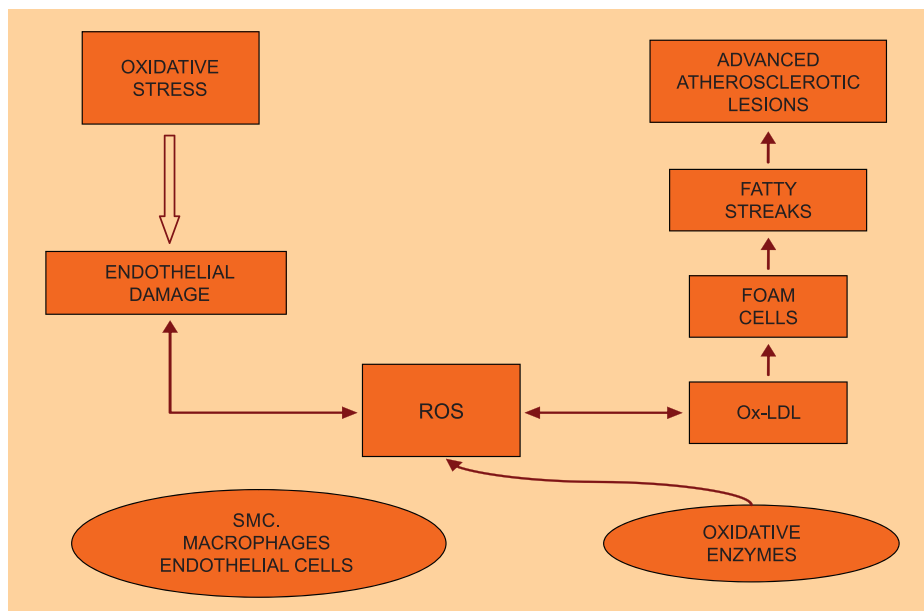 OXIDATIVE
STRESS
ENDOTHELIAL
DAMAGE
ADVANCED
ATHEROSCLEROTIC
LESIONS
FATTY
STREAKS
FOAM
CELLS
ROS
Ox-LDL
SMC.
MACROPHAGES
ENDOTHELIAL CELLS
OXIDATIVE
ENZYMES